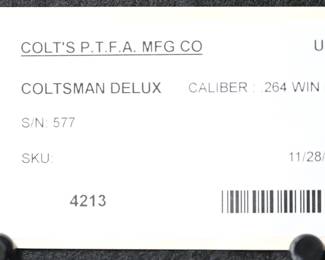 COLT'S P.T.F.A. MFG CO U
COLTSMAN DELUX CALIBER : .264 WIN
S/N: 577
SKU: 11/28/
4213